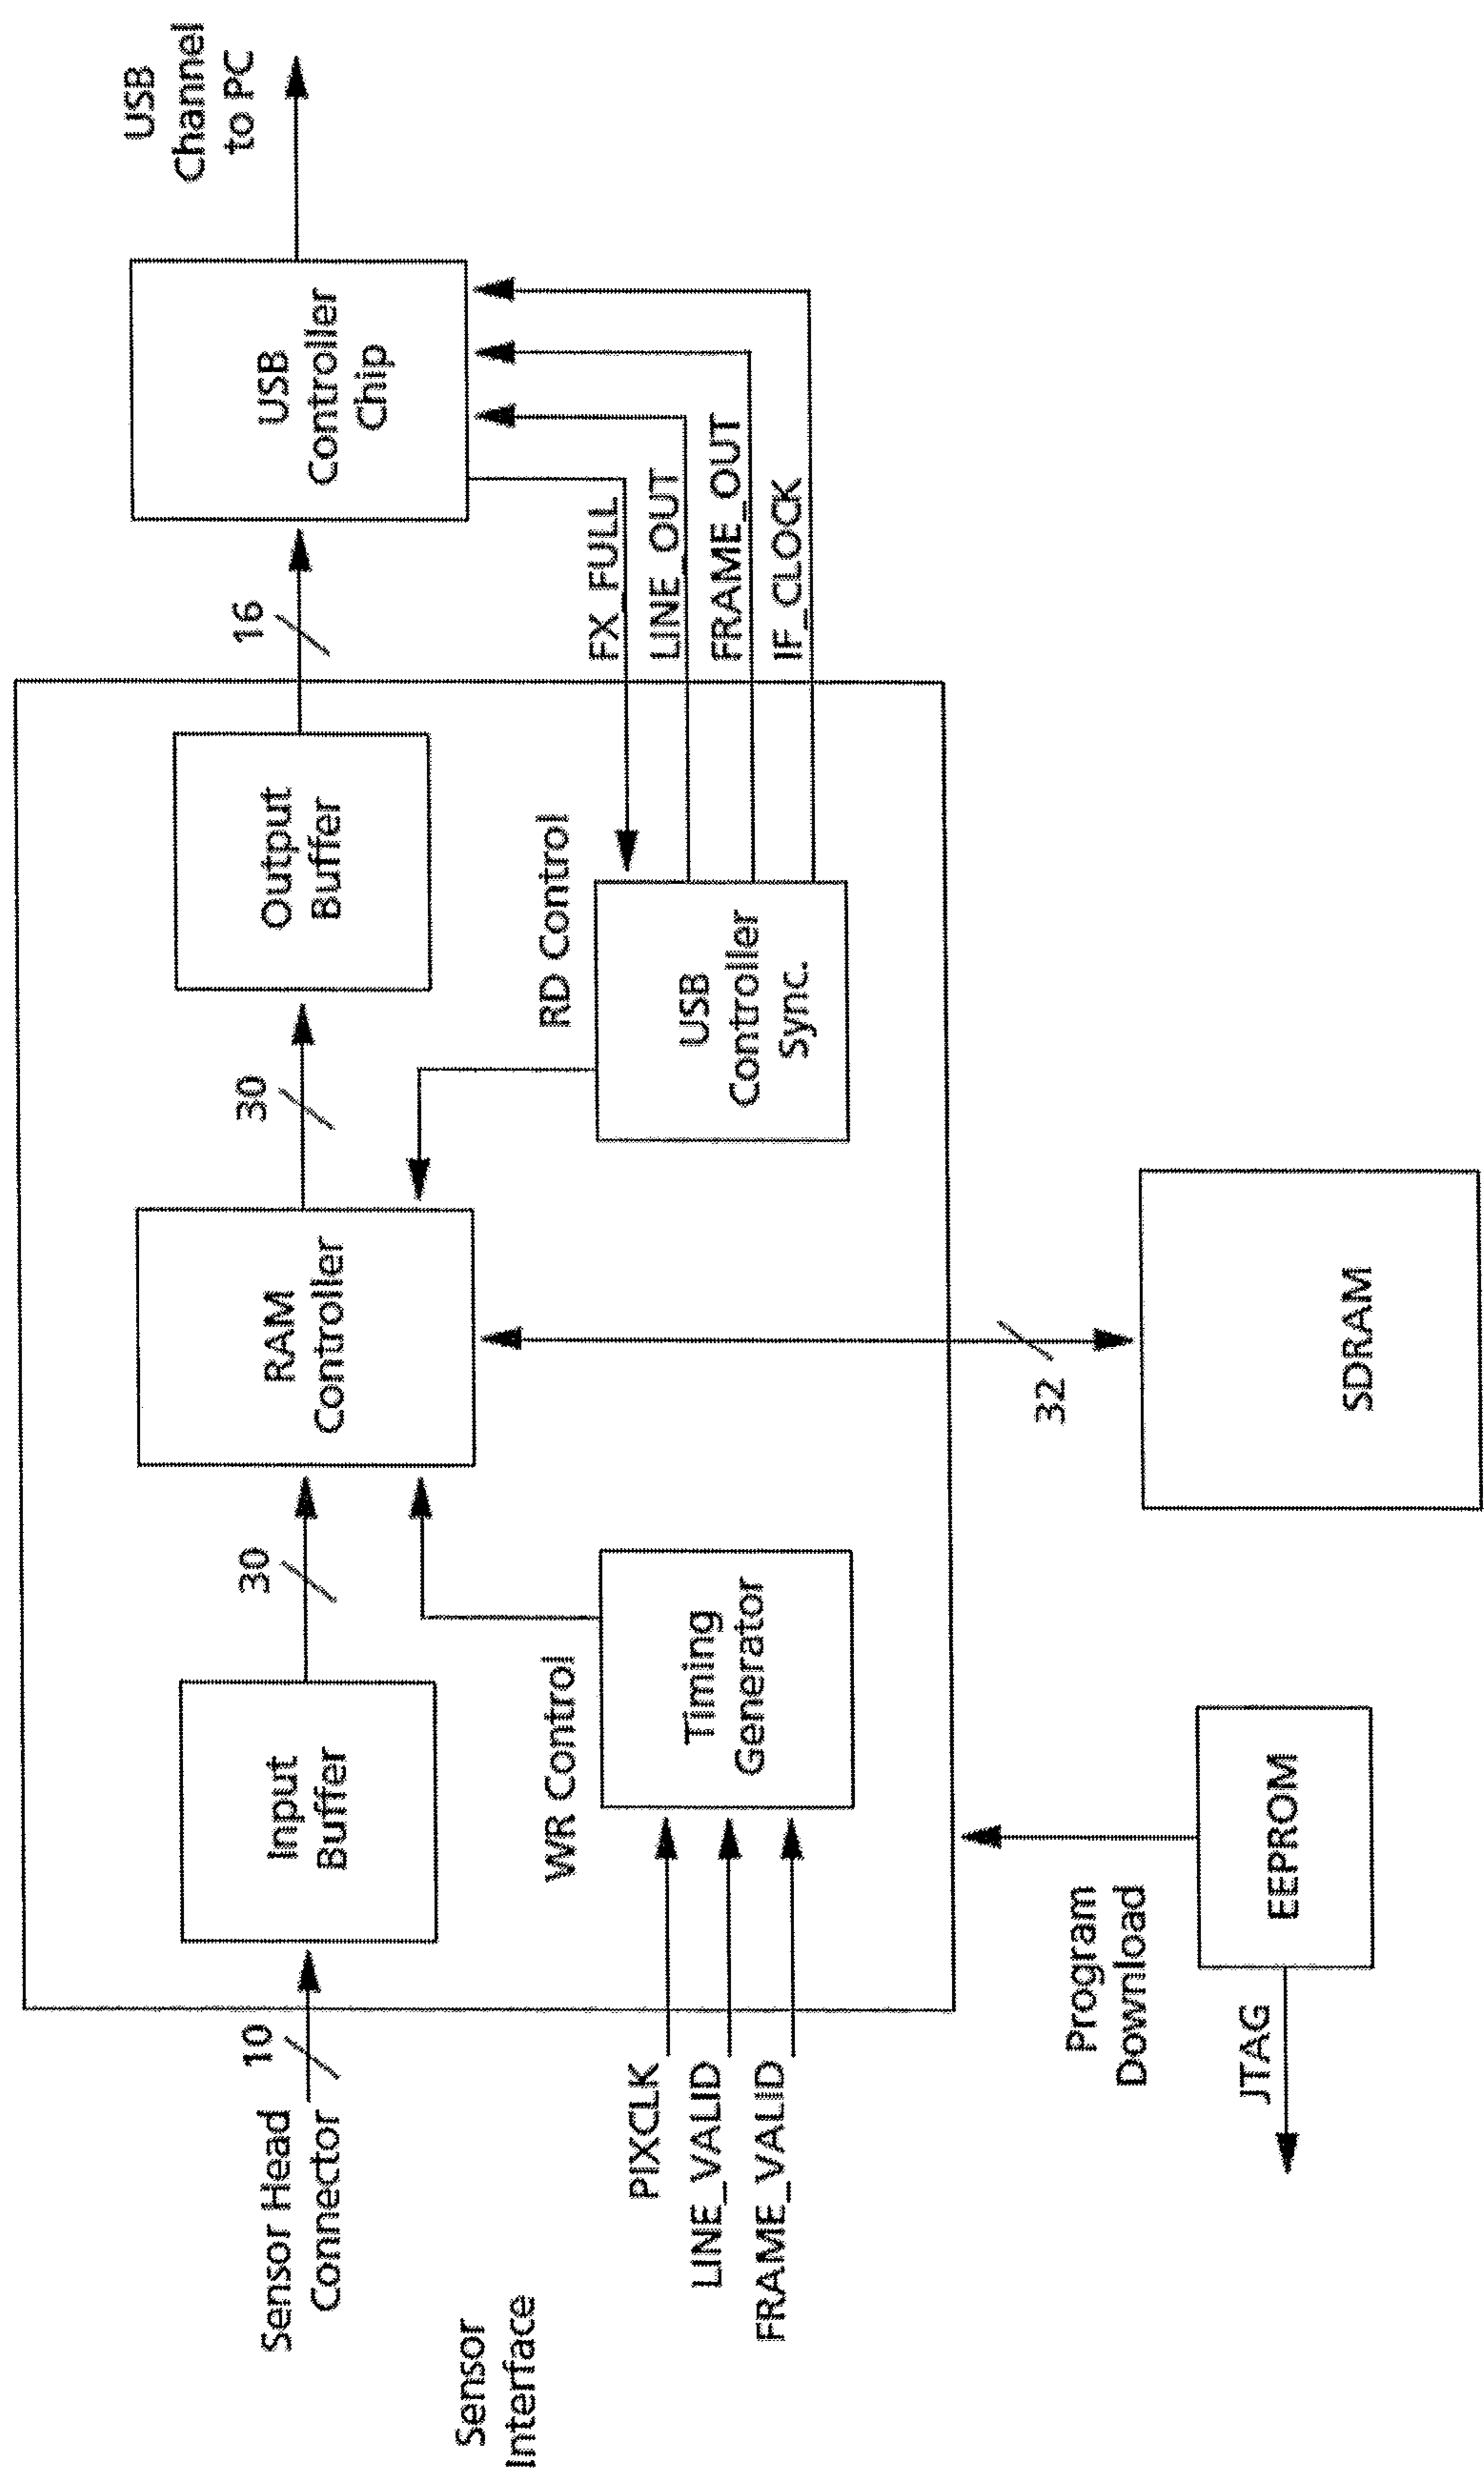 Sensor
Interface
Sensor Head
Connector
10
Input
Buffer
30
RAM
Controller
30
Output
Buffer
16
USB
Controller
Chip
USB
Channel
to PC
PIXCLK
LINE_VALID
FRAME_VALID
WR Control
Timing
Generator
RD Control
USB
Controller
Sync.
FX_FULL
LINE_OUT
FRAME_OUT
IF_CLOCK
32
SDRAM
Program
Download
JTAG
EEPROM